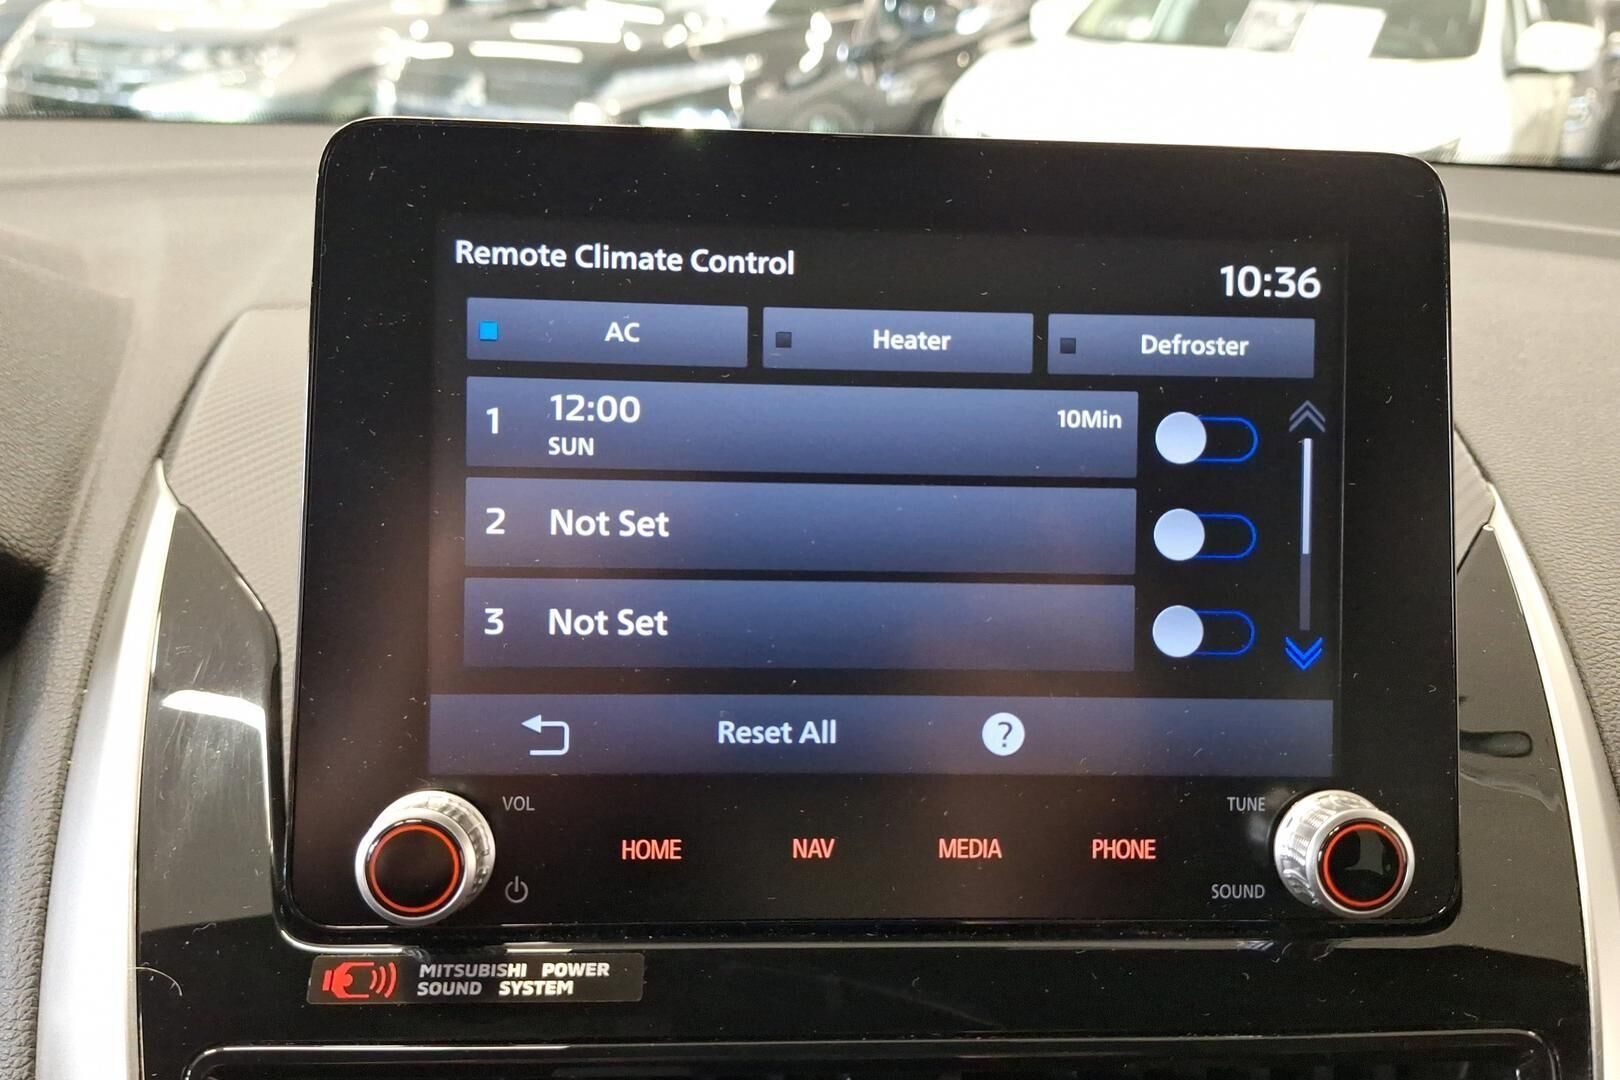 Remote Climate Control
10:36
AC
Heater
Defroster
1
12:00
SUN
10Min
2
Not Set
3
Not Set
Reset All
?
VOL
TUNE
HOME
NAV
MEDIA
PHONE
SOUND
MITSUBISHI POWER
SOUND SYSTEM